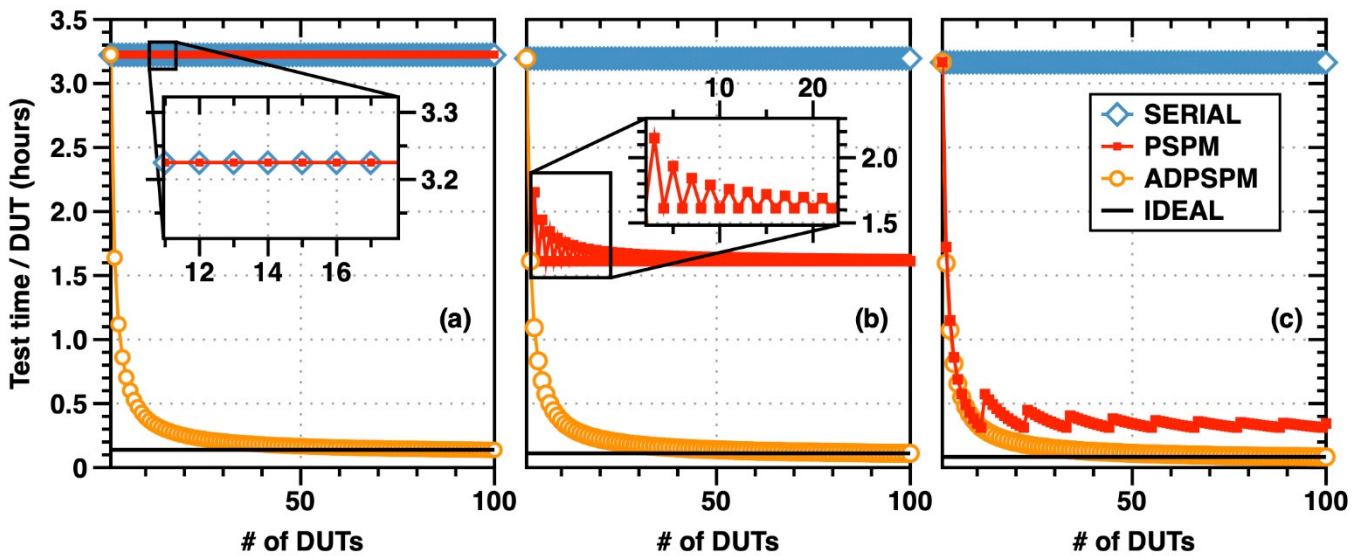 Test time / DUT (hours)
3.5
3.0
2.5
2.0
1.5
1.0
0.5
0
3.3
3.2
12 14 16
(a)
50 100
# of DUTs
10 20
2.0
1.5
(b)
50 100
# of DUTs
SERIAL
PSPM
ADPSPM
IDEAL
(c)
50 100
# of DUTs